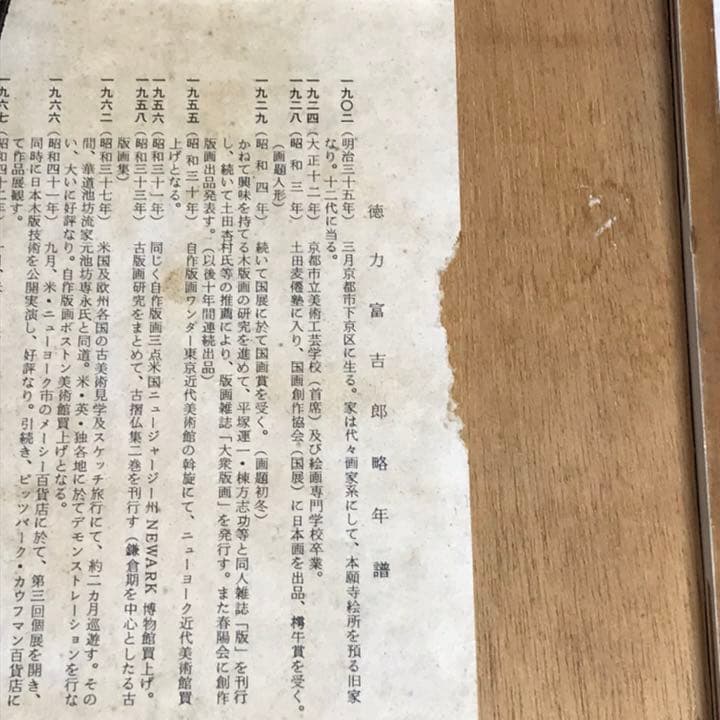 徳力富吉郎略年譜
一九〇二(明治三十五年) 三月京都市下京区に生る。家は代々画家系にして、本願寺絵所を預る旧家
なり。十二代に当る。
一九二四(大正十二年) 京都市立美術工芸学校(首席)及び絵画専門学校卒業。
一九二八(昭和三年) 土田麦僊塾に入り、国画創作協会(国展)に日本画を出品、樗牛賞を受く。
(画題人形)
一九二九(昭和四年) 続いて国展に於て国画賞を受く。(画題初冬)
かねて興味を持てる木版画の研究を進めて、平塚運一・棟方志功等と同人雑誌「版」を刊行
し、続いて土田杏村氏等の推薦により、版画雑誌「大衆版画」を発行す。また春陽会に創作
版画出品発表す。(以後十年間連続出品)
一九五五(昭和三十年) 自作版画ワンダー東京近代美術館の斡旋にて、ニューヨーク近代美術館買
上げとなる。
一九五六(昭和三十一年) 同じく自作版画三点米国ニュージャージー州 NEWARK 博物館買上げ。
一九五八(昭和三十三年) 古版画研究をまとめて、古摺仏集二巻を刊行す(鎌倉期を中心としたる古
版画集)
一九六二(昭和三十七年) 米国及欧州各国の古美術見学及スケッチ旅行にて、約二カ月巡遊す。その
間、華道池坊流家元池坊専永氏と同道。米・英・独各地に於てデモンストレーションを行な
い、大いに好評なり。自作版画ボストン美術館買上げとなる。
一九六六(昭和四十一年) 九月、米・ニューヨーク市のメーシー百貨店に於て、第三回個展を開き、
同時に日本木版技術を公開実演し、好評なり。引続き、ピッツバーク・カウフマン百貨店に
て作品展観す。
一九六七(昭和四十二年)